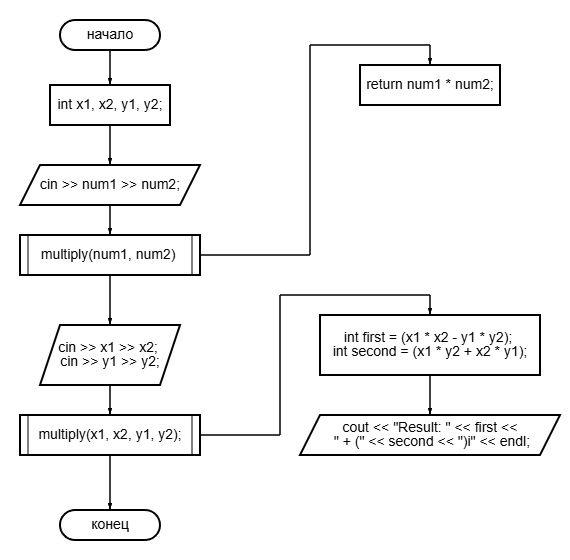 начало
int x1, x2, y1, y2;
cin >> num1 >> num2;
multiply(num1, num2)
return num1 * num2;
cin >> x1 >> x2;
cin >> y1 >> y2;
multiply(x1, x2, y1, y2);
int first = (x1 * x2 - y1 * y2);
int second = (x1 * y2 + x2 * y1);
cout << "Result: " << first <<
" + (" << second << ")i" << endl;
конец